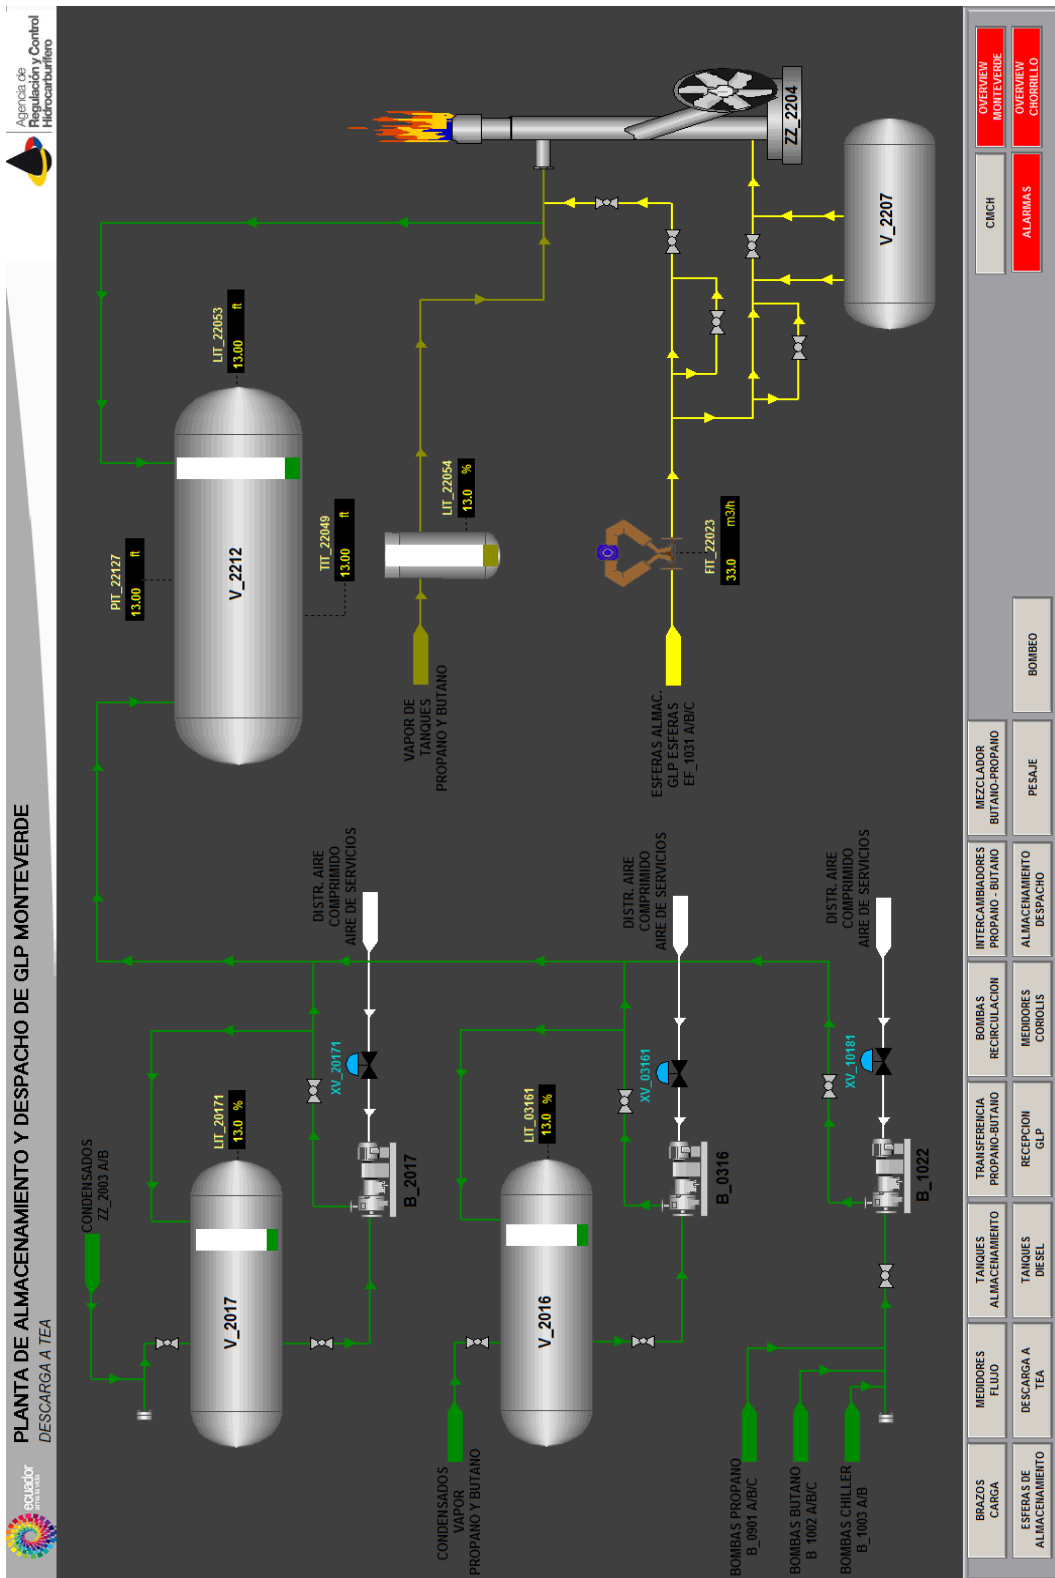 ecuador
ama la vida
PLANTA DE ALMACENAMIENTO Y DESPACHO DE GLP MONTEVERDE
DESCARGA A TEA
Agencia de
Regulación y Control
Hidrocarburífero
CONDENSADOS
ZZ_2003 A/B
LIT_20171
13.0 %
V_2017
XV_20171
B_2017
DISTR. AIRE
COMPRIMIDO
AIRE DE SERVICIOS
PIT_22127
13.00 ft
V_2212
LIT_22053
13.00 ft
TIT_22049
13.00 ft
VAPOR DE
TANQUES
PROPANO Y BUTANO
LIT_22054
13.0 %
CONDENSADOS
VAPOR
PROPANO Y BUTANO
LIT_03161
13.0 %
V_2016
XV_03161
B_0316
DISTR. AIRE
COMPRIMIDO
AIRE DE SERVICIOS
ESFERAS ALMAC.
GLP ESFERAS
EF_1031 A/B/C
FIT_22023
33.0 m3/h
ZZ_2204
V_2207
BOMBAS PROPANO
B_0901 A/B/C
BOMBAS BUTANO
B 1002 A/B/C
BOMBAS CHILLER
B_1003 A/B
XV_10181
B_1022
DISTR. AIRE
COMPRIMIDO
AIRE DE SERVICIOS
BRAZOS
CARGA
MEDIDORES
FLUJO
TANQUES
ALMACENAMIENTO
TRANSFERENCIA
PROPANO-BUTANO
BOMBAS
RECIRCULACION
INTERCAMBIADORES
PROPANO - BUTANO
MEZCLADOR
BUTANO-PROPANO
CMCH
OVERVIEW
MONTEVERDE
ESFERAS DE
ALMACENAMIENTO
DESCARGA A
TEA
TANQUES
DIESEL
RECEPCION
GLP
MEDIDORES
CORIOLIS
ALMACENAMIENTO
DESPACHO
PESAJE
BOMBEO
ALARMAS
OVERVIEW
CHORRILLO